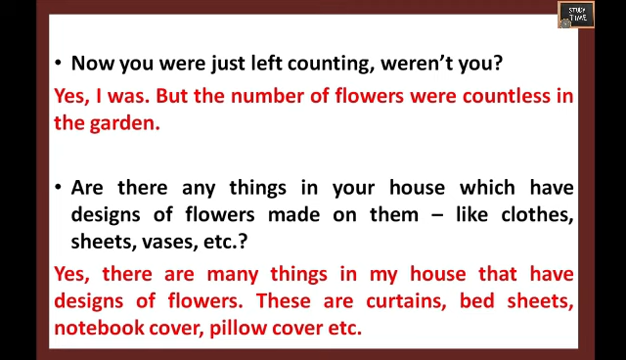 STUDY
TIME
• Now you were just left counting, weren't you?
Yes, I was. But the number of flowers were countless in
the garden.
• Are there any things in your house which have
designs of flowers made on them – like clothes,
sheets, vases, etc.?
Yes, there are many things in my house that have
designs of flowers. These are curtains, bed sheets,
notebook cover, pillow cover etc.